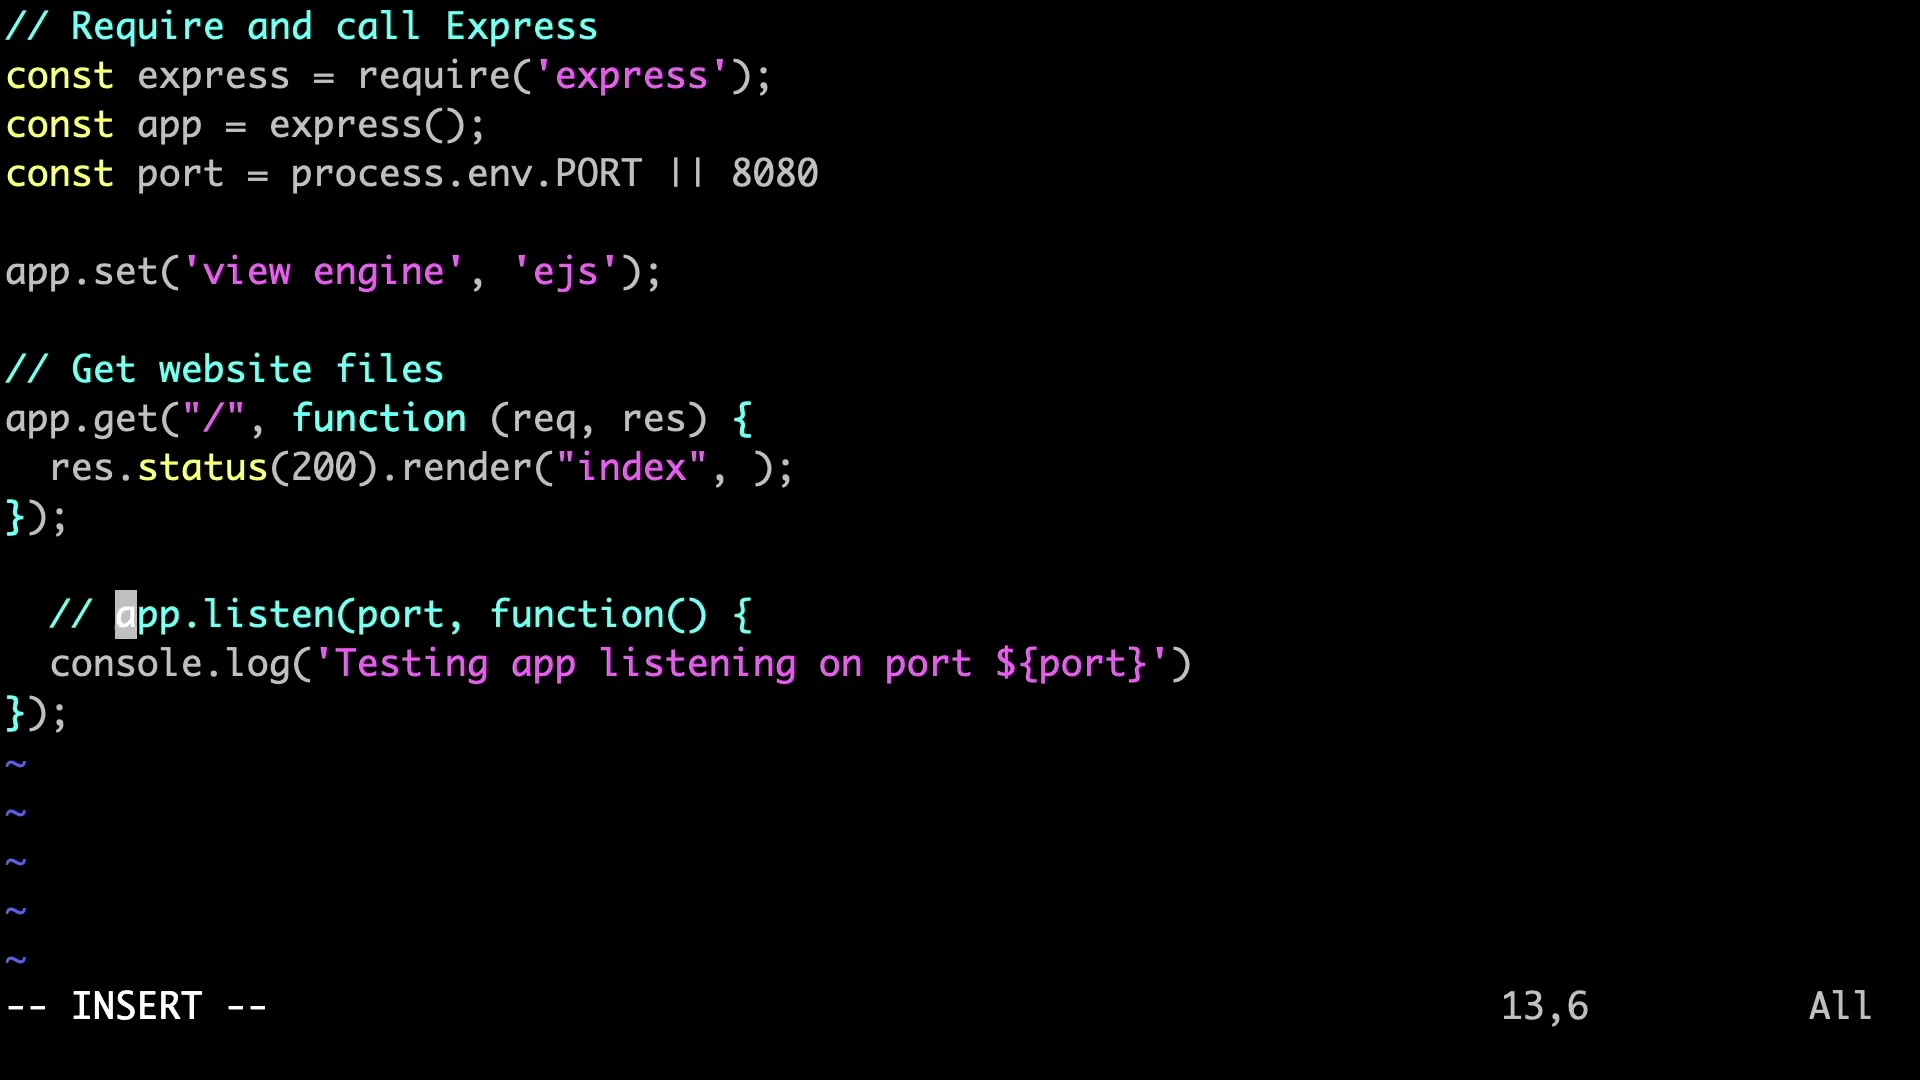 // Require and call Express
const express = require('express');
const app = express();
const port = process.env.PORT || 8080

app.set('view engine', 'ejs');

// Get website files
app.get("/", function (req, res) {
  res.status(200).render("index", );
});

  // app.listen(port, function() {
  console.log('Testing app listening on port ${port}')
});
~
~
~
~
~
-- INSERT -- 13,6 All